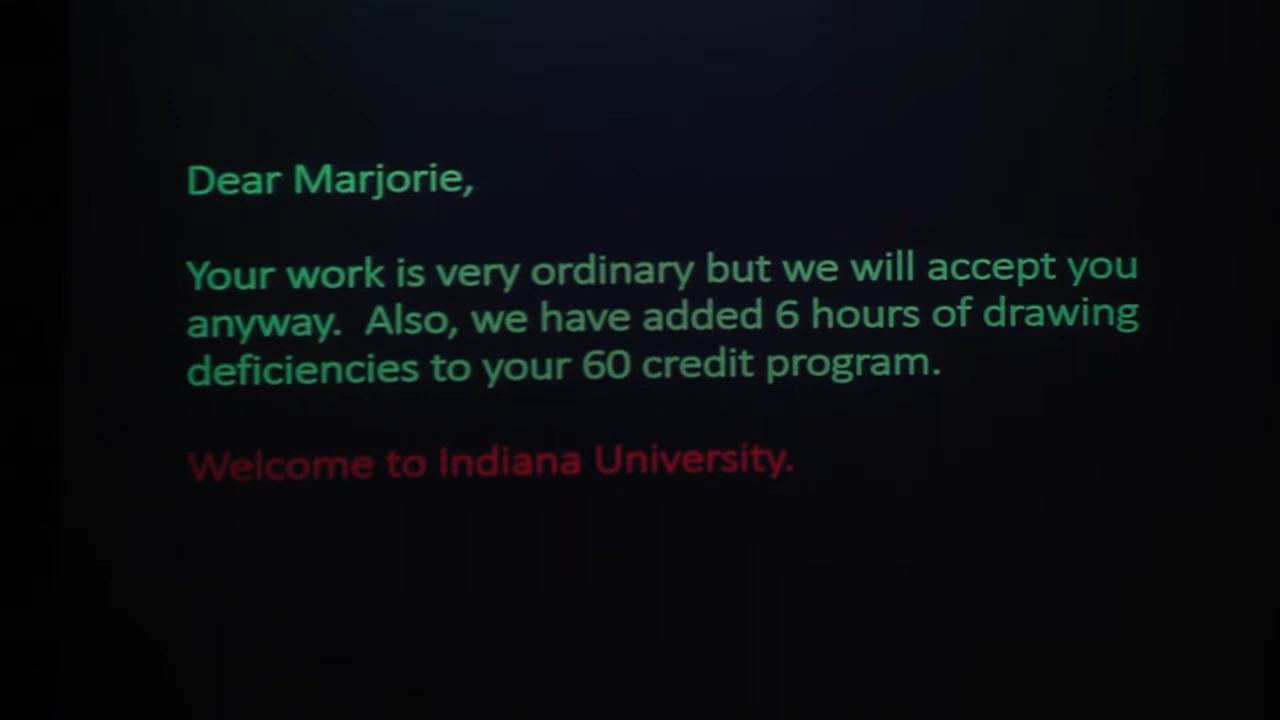 Dear Marjorie,
Your work is very ordinary but we will accept you
anyway.  Also, we have added 6 hours of drawing
deficiencies to your 60 credit program.
Welcome to Indiana University.